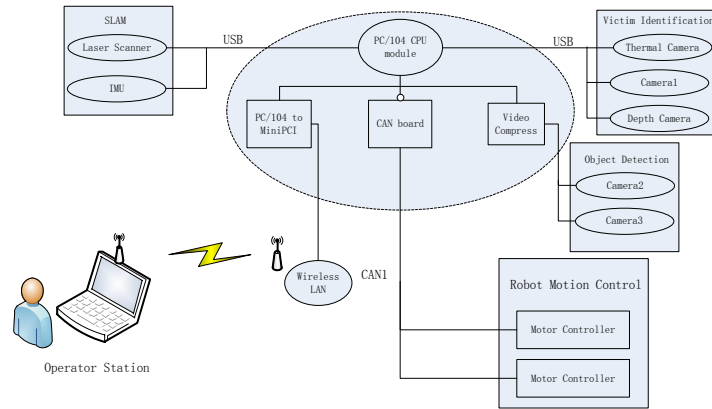 SLAM
Laser Scanner
IMU
USB
PC/104 CPU
module
USB
Victim Identification
Thermal Camera
Camera1
Depth Camera
PC/104 to
MiniPCI
CAN board
Video
Compress
Object Detection
Camera2
Camera3
Wireless
LAN
CAN1
Robot Motion Control
Motor Controller
Motor Controller
Operator Station